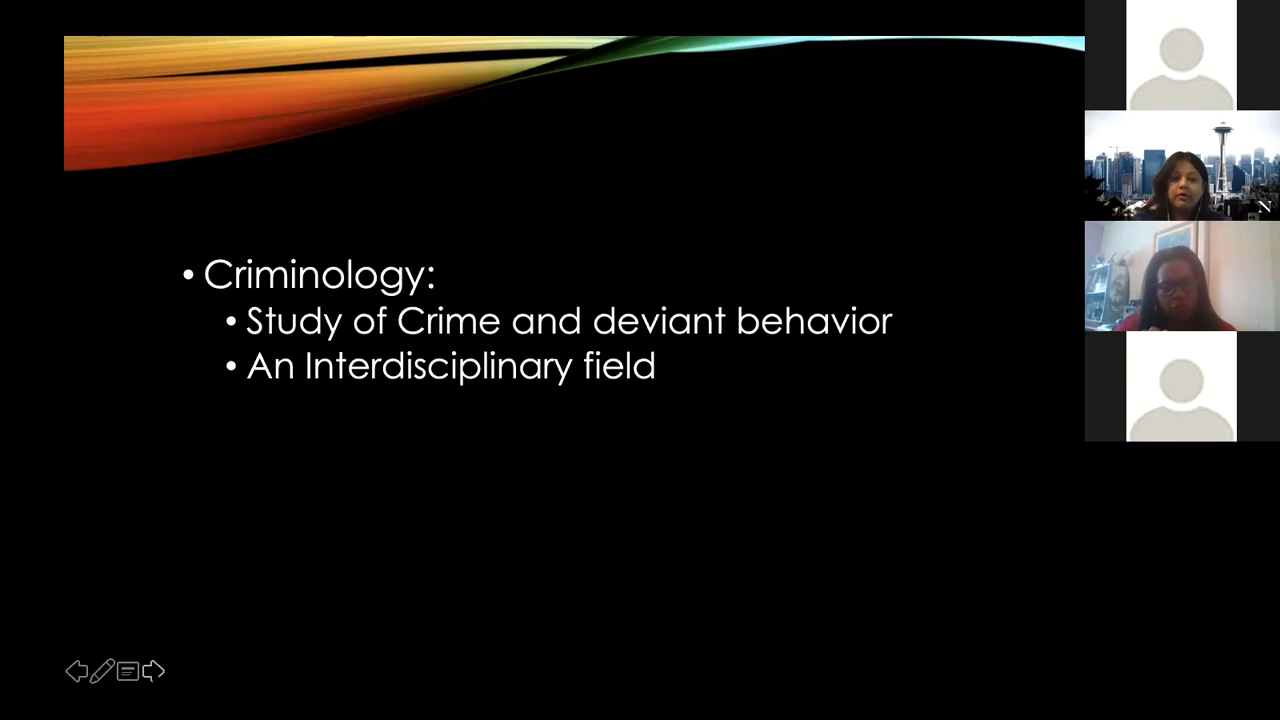 • Criminology:
• Study of Crime and deviant behavior
• An Interdisciplinary field
N